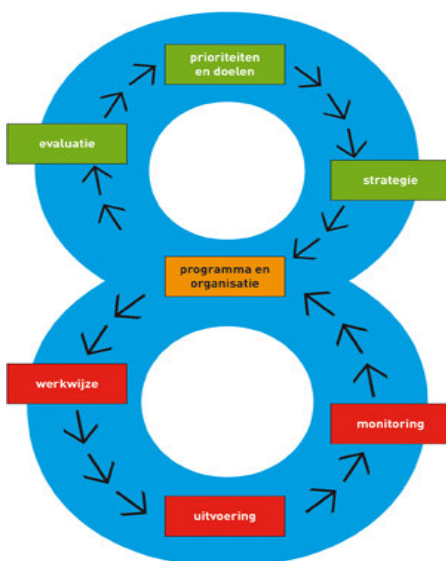 prioriteiten
en doelen
evaluatie
strategie
programma en
organisatie
werkwijze
monitoring
uitvoering